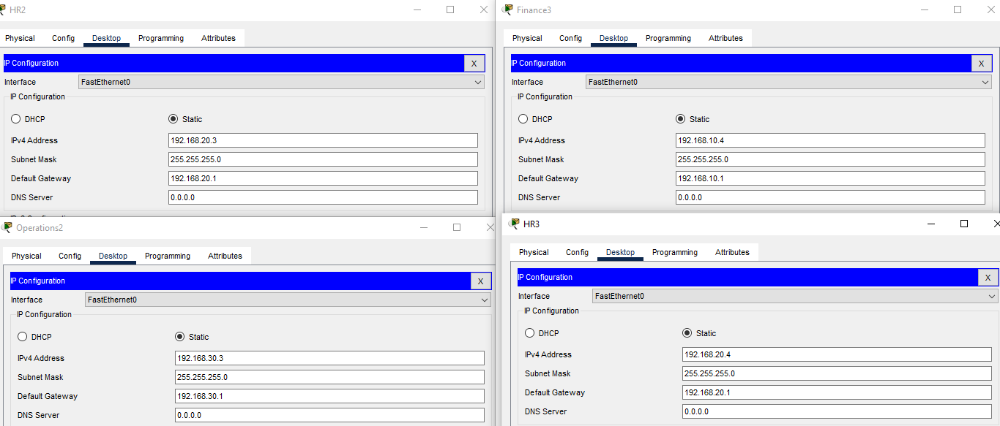 HR2
Physical Config Desktop Programming Attributes
IP Configuration X
Interface FastEthernet0
IP Configuration
DHCP Static
IPv4 Address 192.168.20.3
Subnet Mask 255.255.255.0
Default Gateway 192.168.20.1
DNS Server 0.0.0.0
Finance3
Physical Config Desktop Programming Attributes
IP Configuration X
Interface FastEthernet0
IP Configuration
DHCP Static
IPv4 Address 192.168.10.4
Subnet Mask 255.255.255.0
Default Gateway 192.168.10.1
DNS Server 0.0.0.0
Operations2
Physical Config Desktop Programming Attributes
IP Configuration X
Interface FastEthernet0
IP Configuration
DHCP Static
IPv4 Address 192.168.30.3
Subnet Mask 255.255.255.0
Default Gateway 192.168.30.1
DNS Server 0.0.0.0
HR3
Physical Config Desktop Programming Attributes
IP Configuration X
Interface FastEthernet0
IP Configuration
DHCP Static
IPv4 Address 192.168.20.4
Subnet Mask 255.255.255.0
Default Gateway 192.168.20.1
DNS Server 0.0.0.0